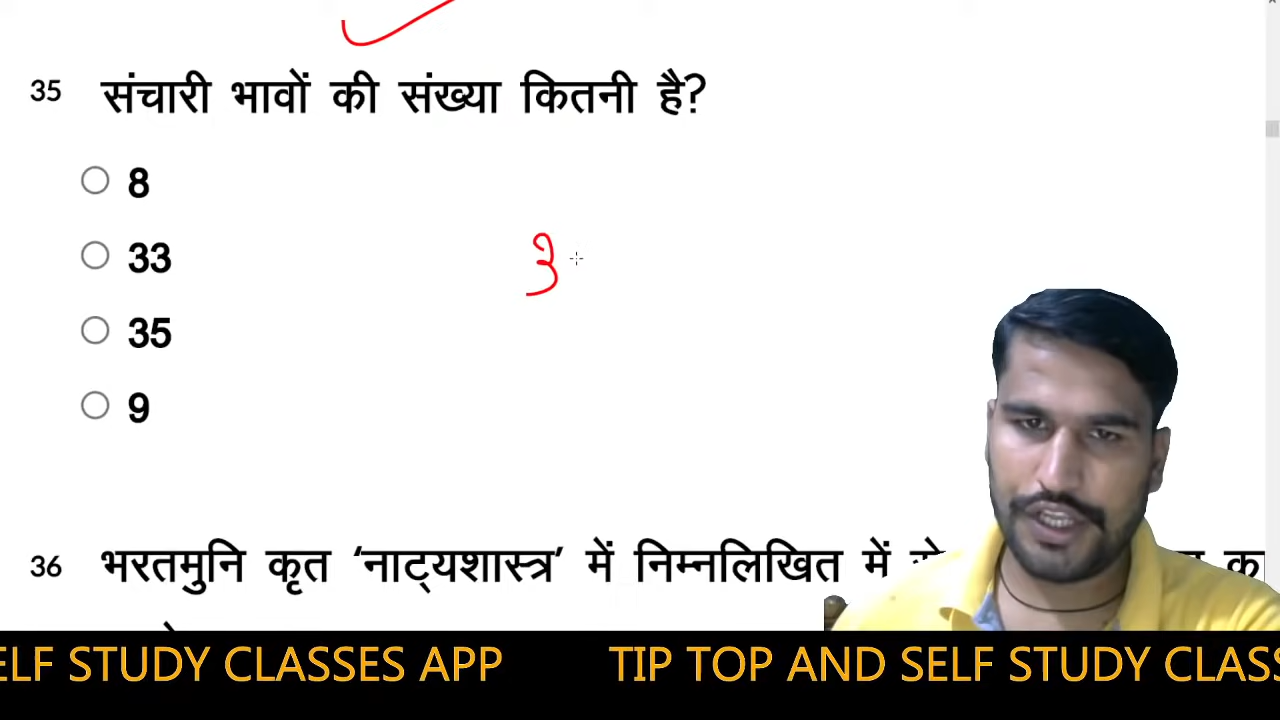 35 संचारी भावों की संख्या कितनी है?
8
33
3
35
9
36 भरतमुनि कृत ‘नाट्यशास्त्र’ में निम्नलिखित में
ELF STUDY CLASSES APP TIP TOP AND SELF STUDY CLASS